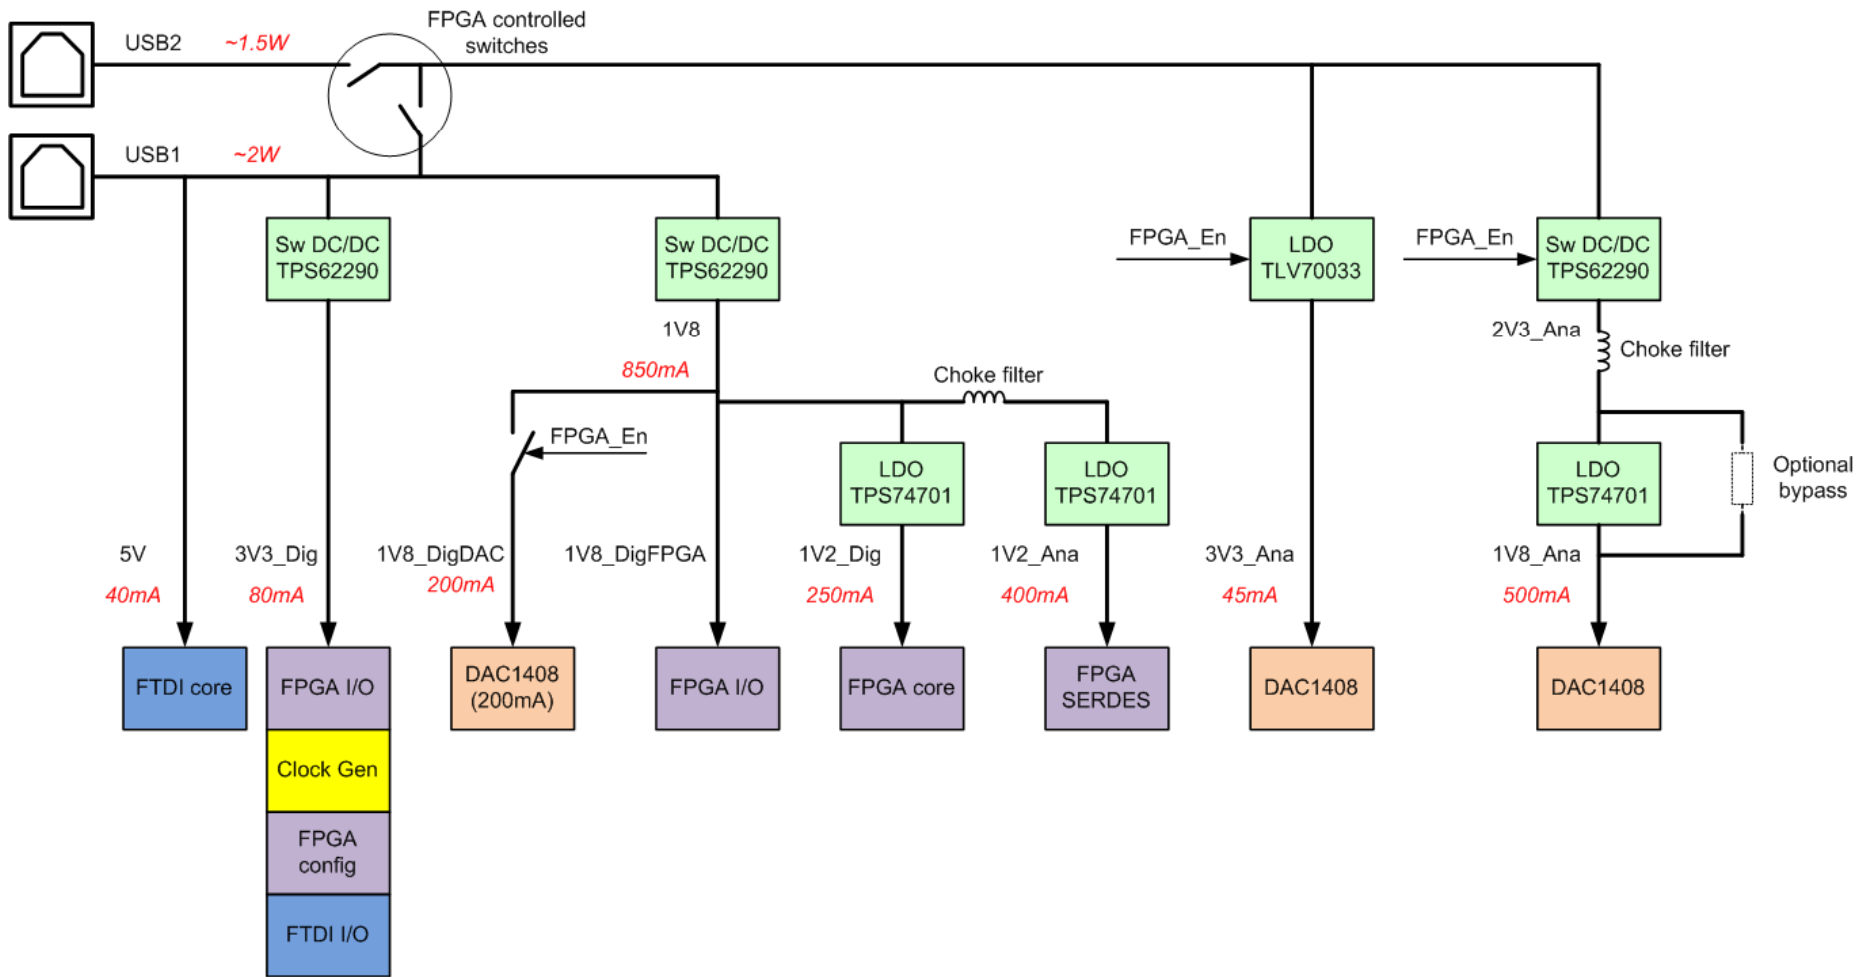 FPGA controlled
switches
USB2 ~1.5W
USB1 ~2W
Sw DC/DC
TPS62290
Sw DC/DC
TPS62290
FPGA_En
LDO
TLV70033
FPGA_En
Sw DC/DC
TPS62290
1V8
850mA
2V3_Ana
Choke filter
Choke filter
FPGA_En
LDO
TPS74701
LDO
TPS74701
LDO
TPS74701
Optional
bypass
5V
40mA
3V3_Dig
80mA
1V8_DigDAC
200mA
1V8_DigFPGA
1V2_Dig
250mA
1V2_Ana
400mA
3V3_Ana
45mA
1V8_Ana
500mA
FTDI core
FPGA I/O
DAC1408
(200mA)
FPGA I/O
FPGA core
FPGA
SERDES
DAC1408
DAC1408
Clock Gen
FPGA
config
FTDI I/O